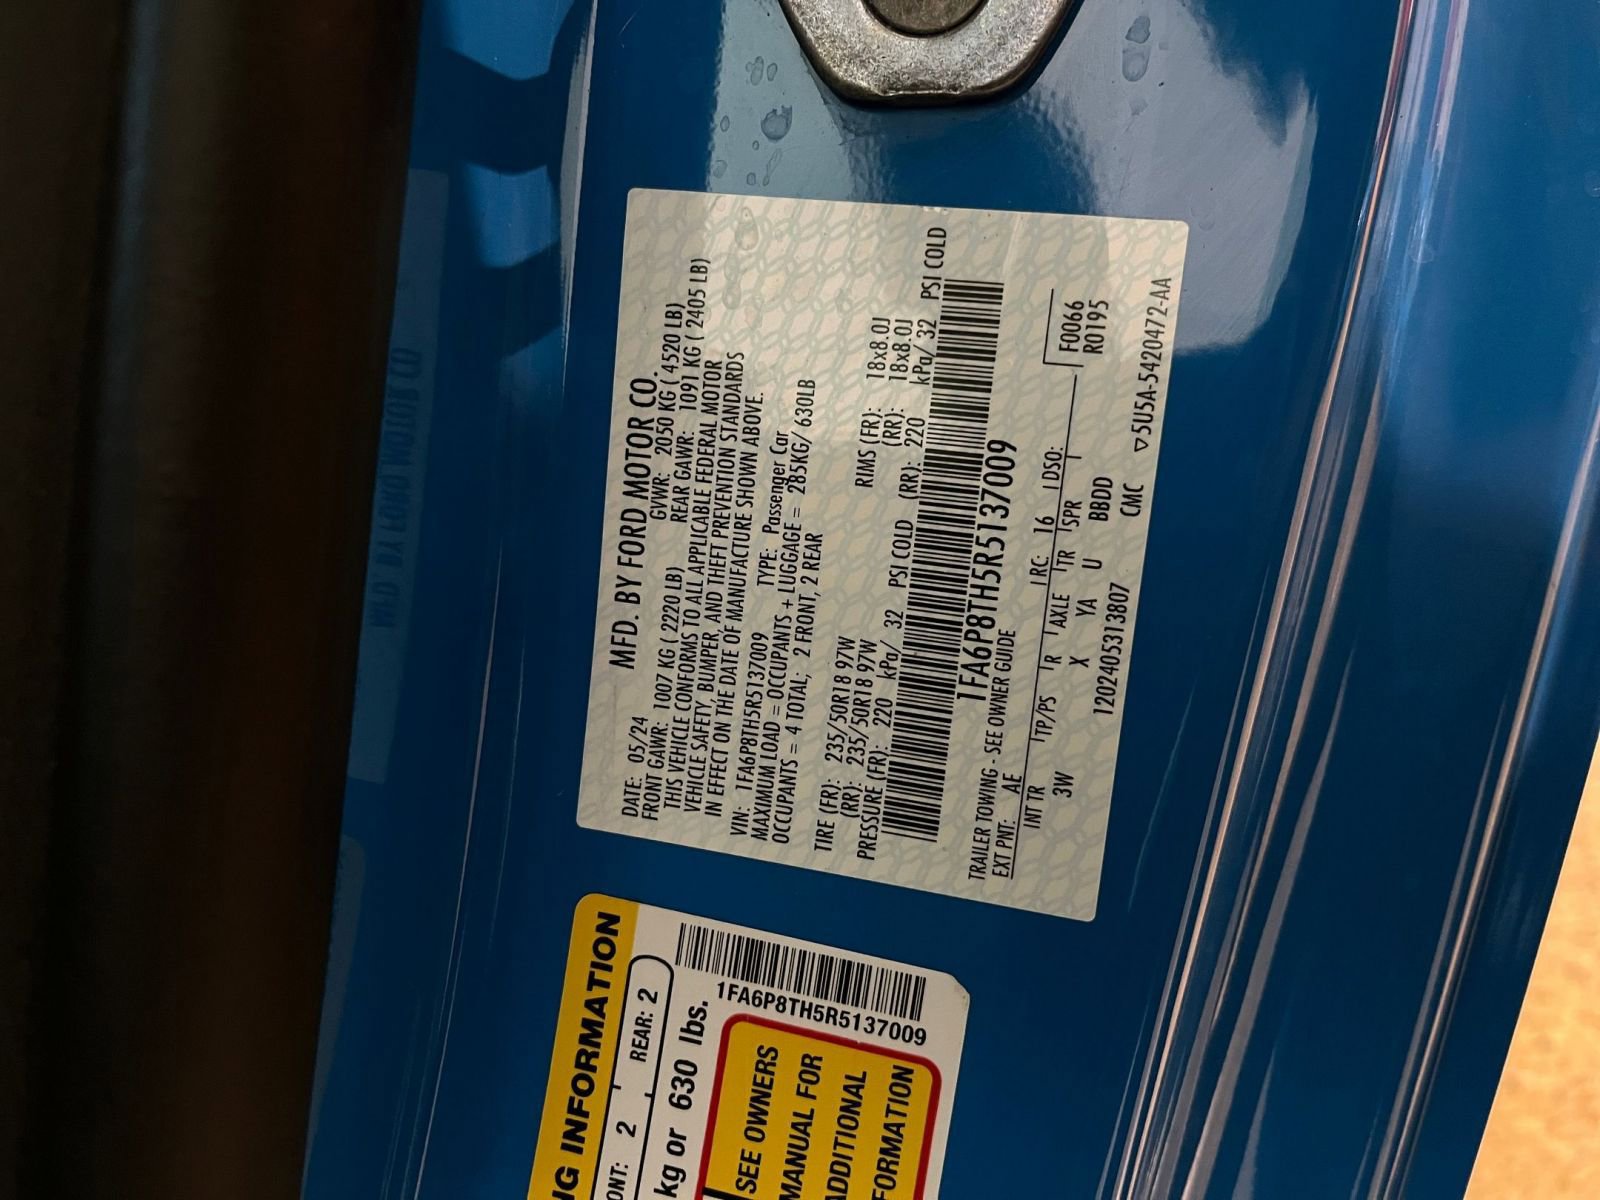 MFD. BY FORD MOTOR CO.
DATE: 05/24 GVWR: 2050 KG ( 4520 LB)
FRONT GAWR: 1007 KG ( 2220 LB) REAR GAWR: 1091 KG ( 2405 LB)
THIS VEHICLE CONFORMS TO ALL APPLICABLE FEDERAL MOTOR
VEHICLE SAFETY, BUMPER, AND THEFT PREVENTION STANDARDS
IN EFFECT ON THE DATE OF MANUFACTURE SHOWN ABOVE.
VIN: 1FA6P8TH5R5137009 TYPE: Passenger Car
MAXIMUM LOAD = OCCUPANTS + LUGGAGE = 285KG/ 630LB
OCCUPANTS = 4 TOTAL; 2 FRONT, 2 REAR
TIRE (FR): 235/50R18 97W RIMS (FR): 18x8.0J
(RR): 235/50R18 97W (RR): 18x8.0J
PRESSURE (FR): 220 kPa/ 32 PSI COLD (RR): 220 kPa/ 32 PSI COLD
1FA6P8TH5R5137009
TRAILER TOWING - SEE OWNER GUIDE
EXT PNT: AE RC: 16 DSO: F0066
R0195
INT TR TP/PS R AXLE TR SPR
3W X YA U BBDD
1202405313807 CMC ▽5U5A-5420472-AA
NG INFORMATION
ONT: 2 REAR: 2
kg or 630 lbs.
1FA6P8TH5R5137009
SEE OWNERS
MANUAL FOR
ADDITIONAL
FORMATION